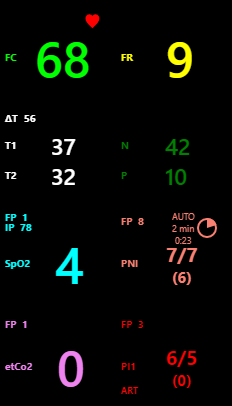 FC 68 FR 9
ΔT 56
T1 37 N 42
T2 32 P 10
FP 1
IP 78
FP 8
AUTO
2 min
0:23
SpO2 4 PNI 7/7
(6)
FP 1 FP 3
etCo2 0 PI1 6/5
(0)
ART